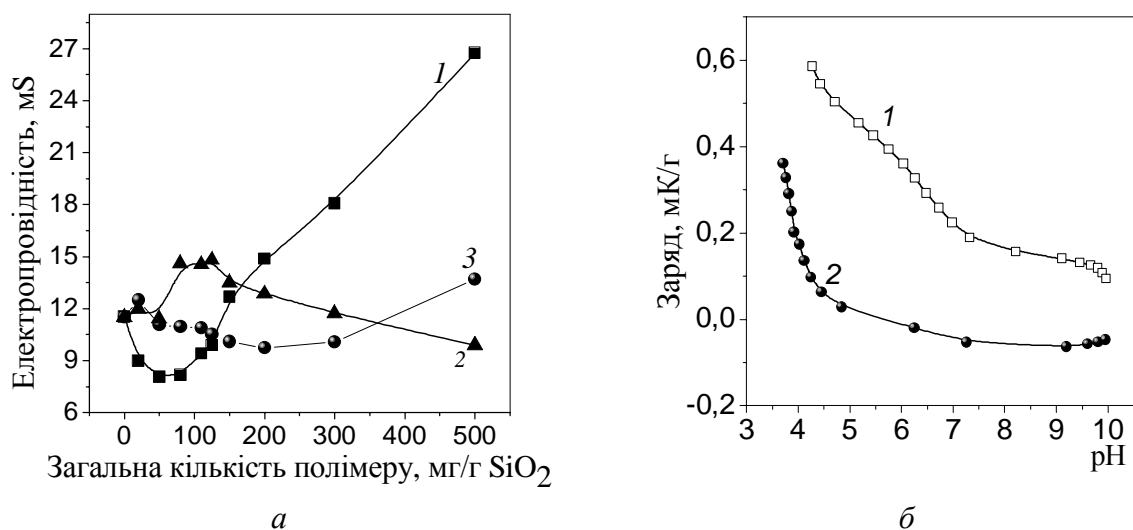 27
24
21
18
15
12
9
6
Електропровідність, мS
1
3
2
0 100 200 300 400 500
Загальна кількість полімеру, мг/г SiO2
а
0,6
0,4
0,2
0,0
-0,2
Заряд, мК/г
1
2
3 4 5 6 7 8 9 10
pH
б